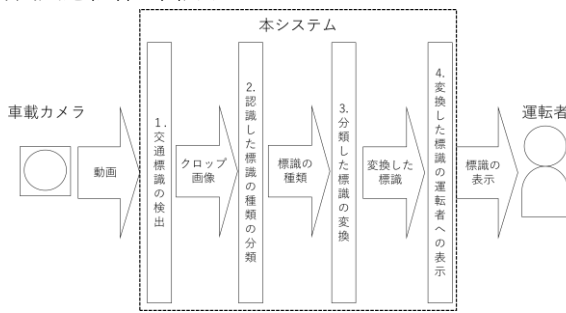 本システム
車載カメラ
動画
1.交通標識の検出
クロップ
画像
2.認識した標識の種類の分類
標識の
種類
3.分類した標識の変換
変換した
標識
4.変換した標識の運転者への表示
標識の
表示
運転者